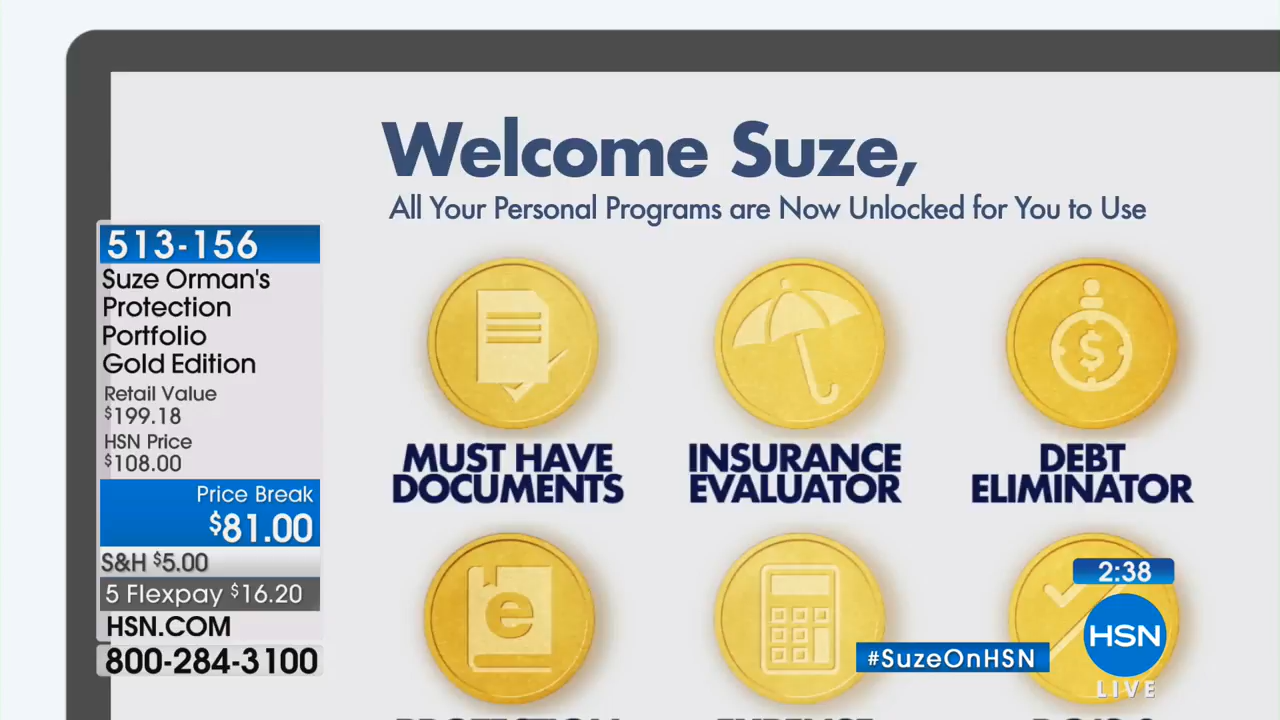 Welcome Suze,
All Your Personal Programs are Now Unlocked for You to Use
513-156
Suze Orman's
Protection
Portfolio
Gold Edition
Retail Value
$199.18
HSN Price
$108.00
Price Break
$81.00
S&H $5.00
5 Flexpay $16.20
HSN.COM
800-284-3100
MUST HAVE
DOCUMENTS
INSURANCE
EVALUATOR
DEBT
ELIMINATOR
$
e
2:38
HSN
LIVE
#SuzeOnHSN